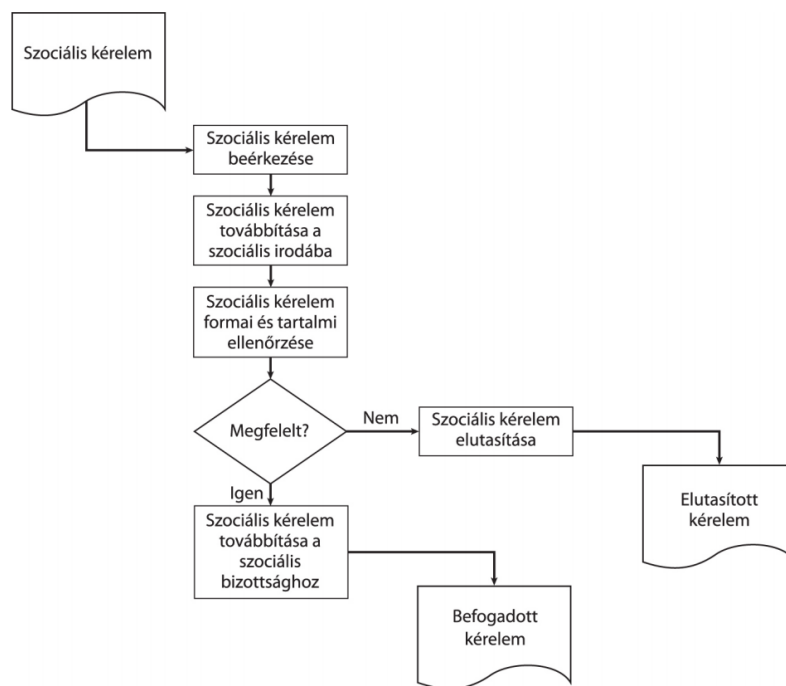 Szociális kérelem
Szociális kérelem
beérkezése
Szociális kérelem
továbbítása a
szociális irodába
Szociális kérelem
formai és tartalmi
ellenőrzése
Megfelelt?
Nem
Szociális kérelem
elutasítása
Elutasított
kérelem
Igen
Szociális kérelem
továbbítása a
szociális
bizottsághoz
Befogadott
kérelem